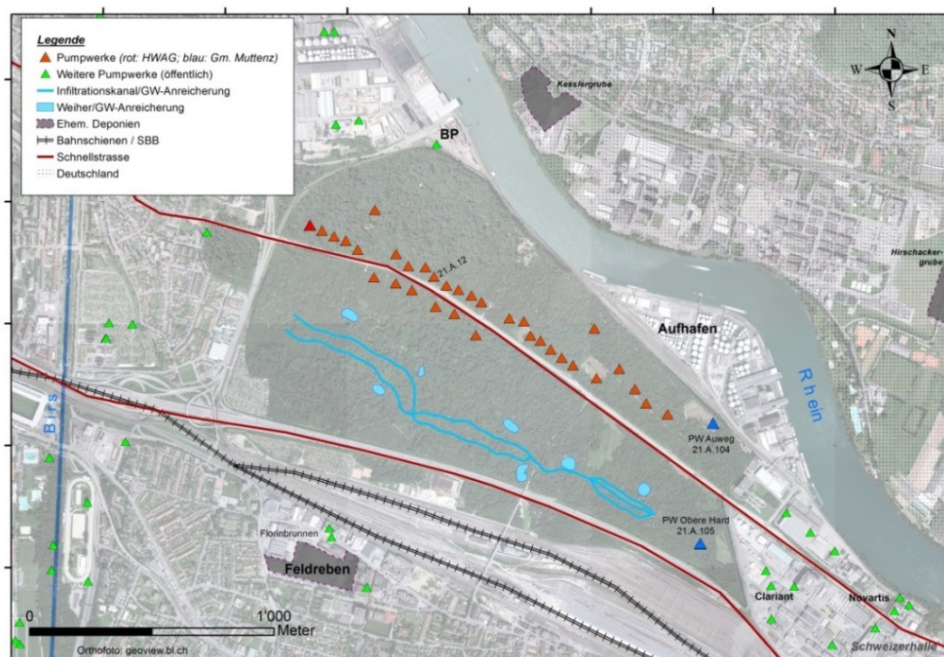 Legende
Pumpwerke (rot: HWAG; blau: Gm. Muttenz)
Weitere Pumpwerke (öffentlich)
Infiltrationskanal/GW-Anreicherung
Weiher/GW-Anreicherung
Ehem. Deponien
Bahnschienen / SBB
Schnellstrasse
Deutschland
N
W E
S
Kesslergrube
BP
Hirschacker-
grube
21.A.12
Aufhafen
Rhein
Birs
PW Auweg
21.A.104
PW Obere Hard
21.A.105
Florinbrunnen
Feldreben
Clariant
Novartis
Schweizerhalle
0 1'000
Meter
Orthofoto: geoview.bl.ch